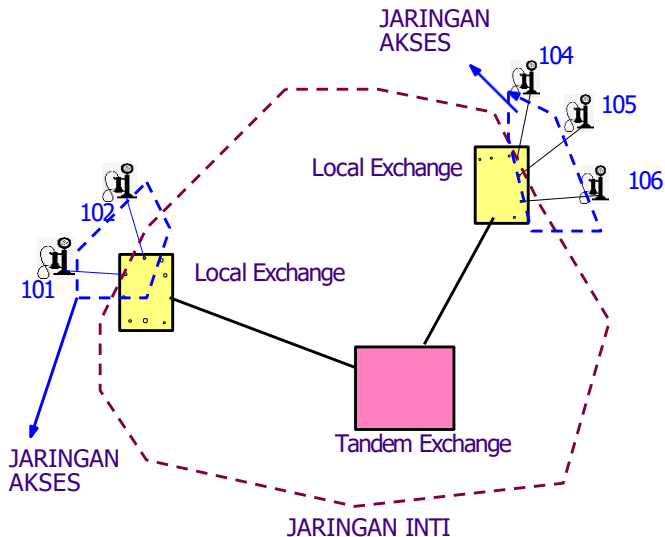 JARINGAN
AKSES
104
105
Local Exchange
106
102
Local Exchange
101
Tandem Exchange
JARINGAN
AKSES
JARINGAN INTI